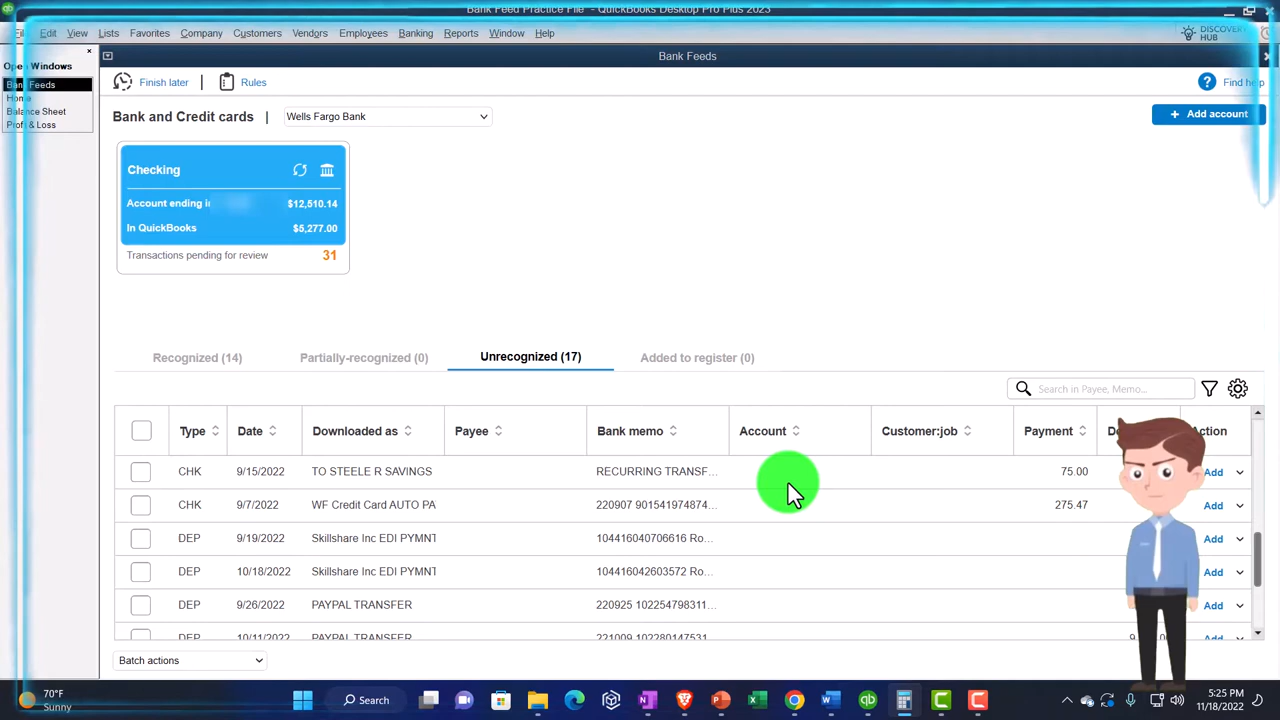 Bank Feed Practice File - QuickBooks Desktop Pro Plus 2023
Edit View Lists Favorites Company Customers Vendors Employees Banking Reports Window Help
DISCOVERY HUB
Open Windows
Bank Feeds
Home
Balance Sheet
Profit & Loss
Bank Feeds
Finish later | Rules
Find help
Bank and Credit cards | Wells Fargo Bank
+ Add account
Checking
Account ending in $12,510.14
In QuickBooks $5,277.00
Transactions pending for review 31
Recognized (14) Partially-recognized (0) Unrecognized (17) Added to register (0)
Search in Payee, Memo...
Type Date Downloaded as Payee Bank memo Account Customer:job Payment Action
CHK 9/15/2022 TO STEELE R SAVINGS RECURRING TRANSF... 75.00 Add
CHK 9/7/2022 WF Credit Card AUTO PA 220907 901541974874... 275.47 Add
DEP 9/19/2022 Skillshare Inc EDI PYMNT 104416040706616 Ro... Add
DEP 10/18/2022 Skillshare Inc EDI PYMNT 104416042603572 Ro... Add
DEP 9/26/2022 PAYPAL TRANSFER 220925 102254798311... Add
DEP 10/11/2022 PAYPAL TRANSFER 221009 102280147531 Add
Batch actions
70°F
Sunny
Search
5:25 PM
11/18/2022